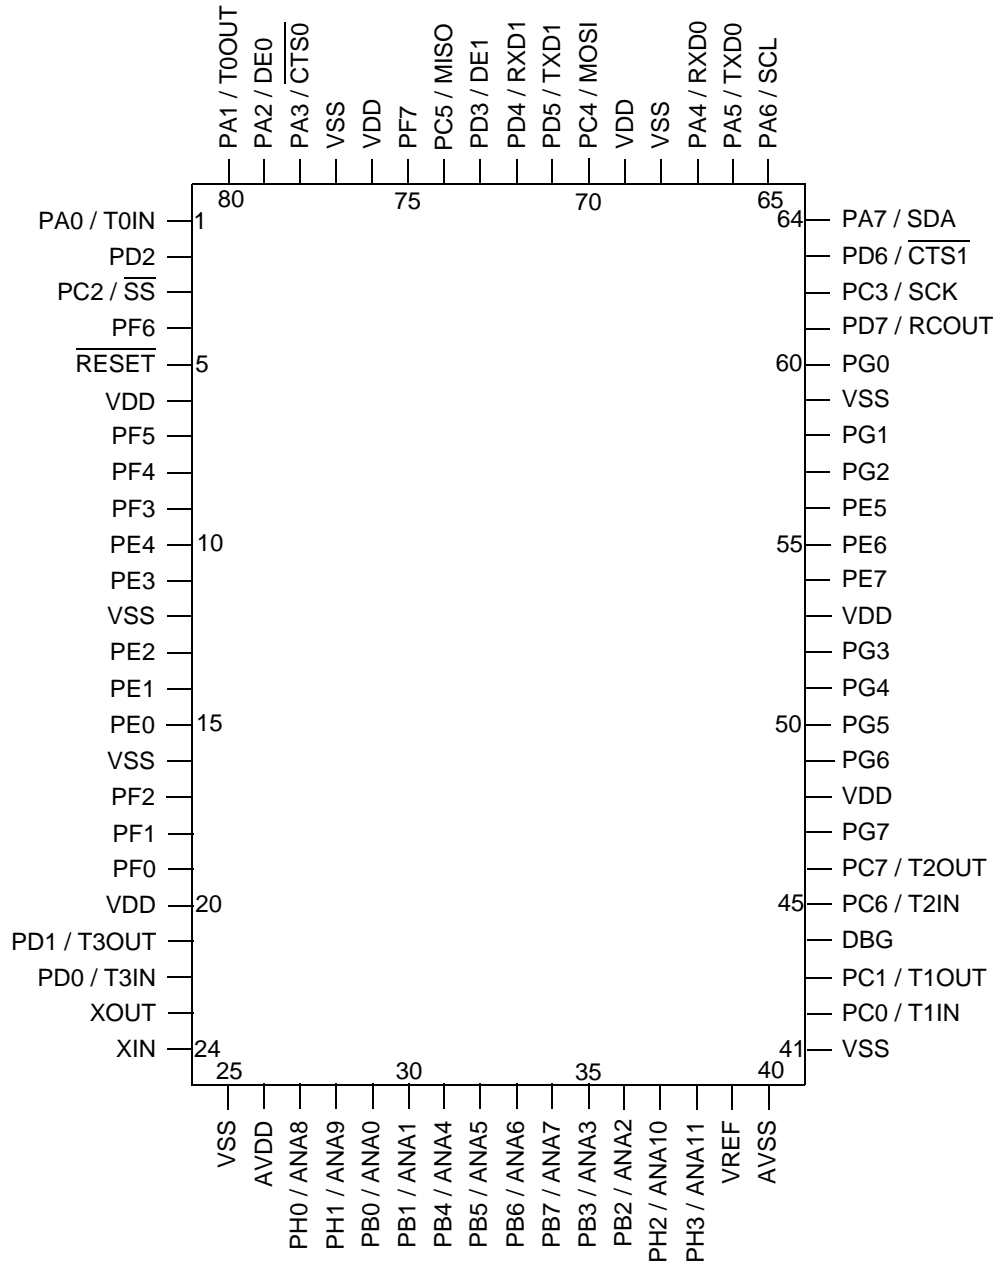 PA1 / T0OUT
PA2 / DE0
PA3 / CTS0
VSS
VDD
PF7
PC5 / MISO
PD3 / DE1
PD4 / RXD1
PD5 / TXD1
PC4 / MOSI
VDD
VSS
PA4 / RXD0
PA5 / TXD0
PA6 / SCL
80
75
70
65
PA0 / T0IN
1
PD2
PC2 / SS
PF6
RESET
5
VDD
PF5
PF4
PF3
PE4
10
PE3
VSS
PE2
PE1
PE0
15
VSS
PF2
PF1
PF0
VDD
20
PD1 / T3OUT
PD0 / T3IN
XOUT
XIN
24
64
PA7 / SDA
PD6 / CTS1
PC3 / SCK
PD7 / RCOUT
60
PG0
VSS
PG1
PG2
PE5
55
PE6
PE7
VDD
PG3
PG4
50
PG5
PG6
VDD
PG7
PC7 / T2OUT
45
PC6 / T2IN
DBG
PC1 / T1OUT
PC0 / T1IN
41
VSS
25
30
35
40
VSS
AVDD
PH0 / ANA8
PH1 / ANA9
PB0 / ANA0
PB1 / ANA1
PB4 / ANA4
PB5 / ANA5
PB6 / ANA6
PB7 / ANA7
PB3 / ANA3
PB2 / ANA2
PH2 / ANA10
PH3 / ANA11
VREF
AVSS